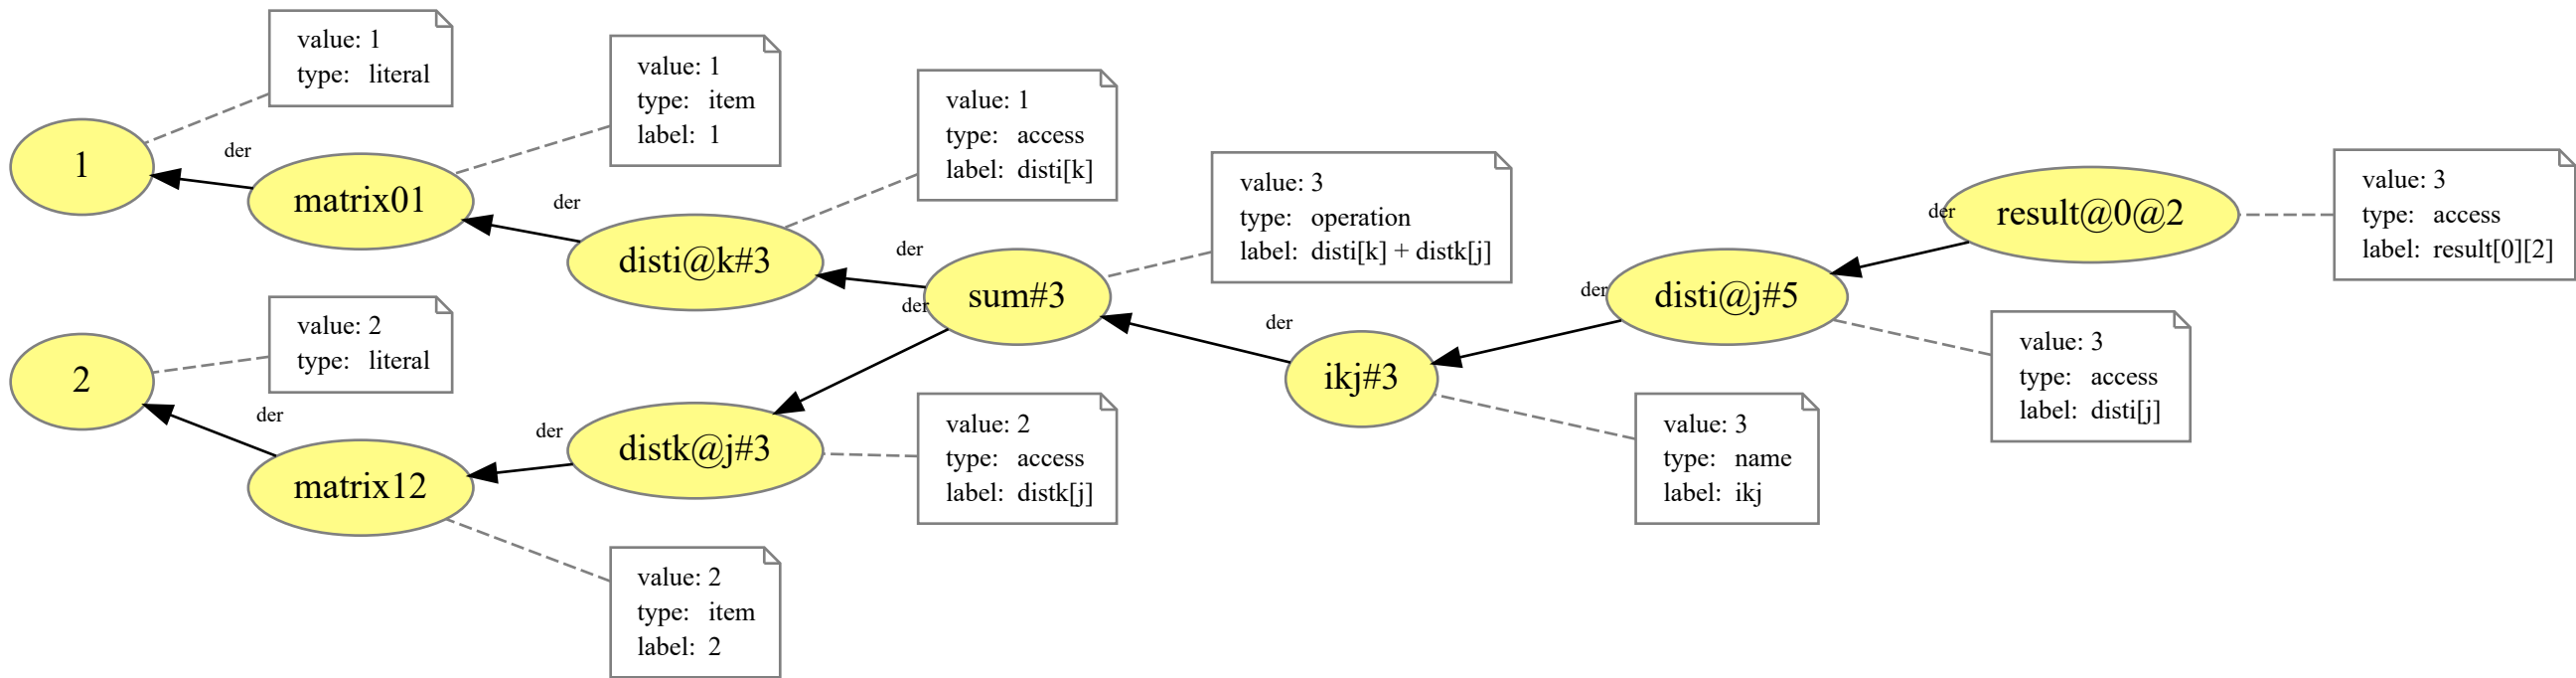 value: 1
type: literal
1
der
matrix01
value: 1
type: item
label: 1
der
disti@k#3
value: 1
type: access
label: disti[k]
der
der
sum#3
value: 3
type: operation
label: disti[k] + distk[j]
2
value: 2
type: literal
der
matrix12
value: 2
type: item
label: 2
der
distk@j#3
value: 2
type: access
label: distk[j]
der
ikj#3
value: 3
type: name
label: ikj
der
disti@j#5
value: 3
type: access
label: disti[j]
der
result@0@2
value: 3
type: access
label: result[0][2]